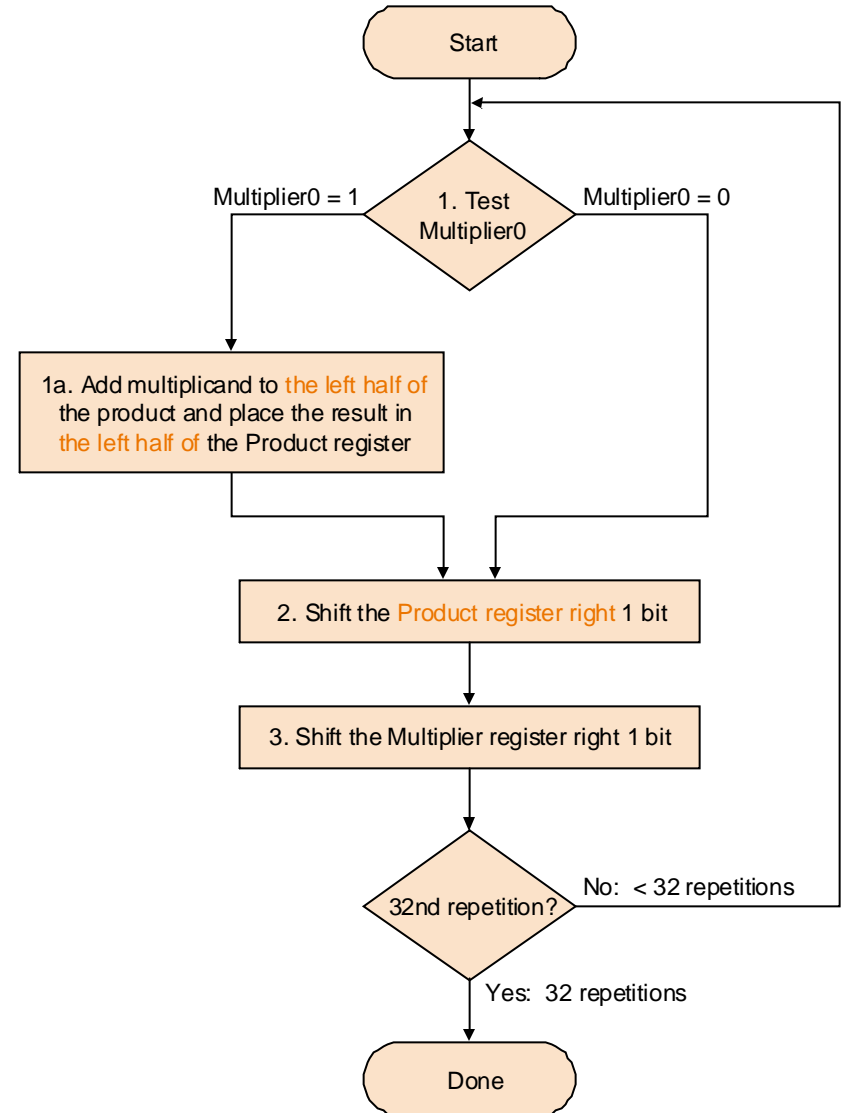 Start
Multiplier0 = 1
1. Test
Multiplier0
Multiplier0 = 0
1a. Add multiplicand to the left half of
the product and place the result in
the left half of the Product register
2. Shift the Product register right 1 bit
3. Shift the Multiplier register right 1 bit
32nd repetition?
No: < 32 repetitions
Yes: 32 repetitions
Done